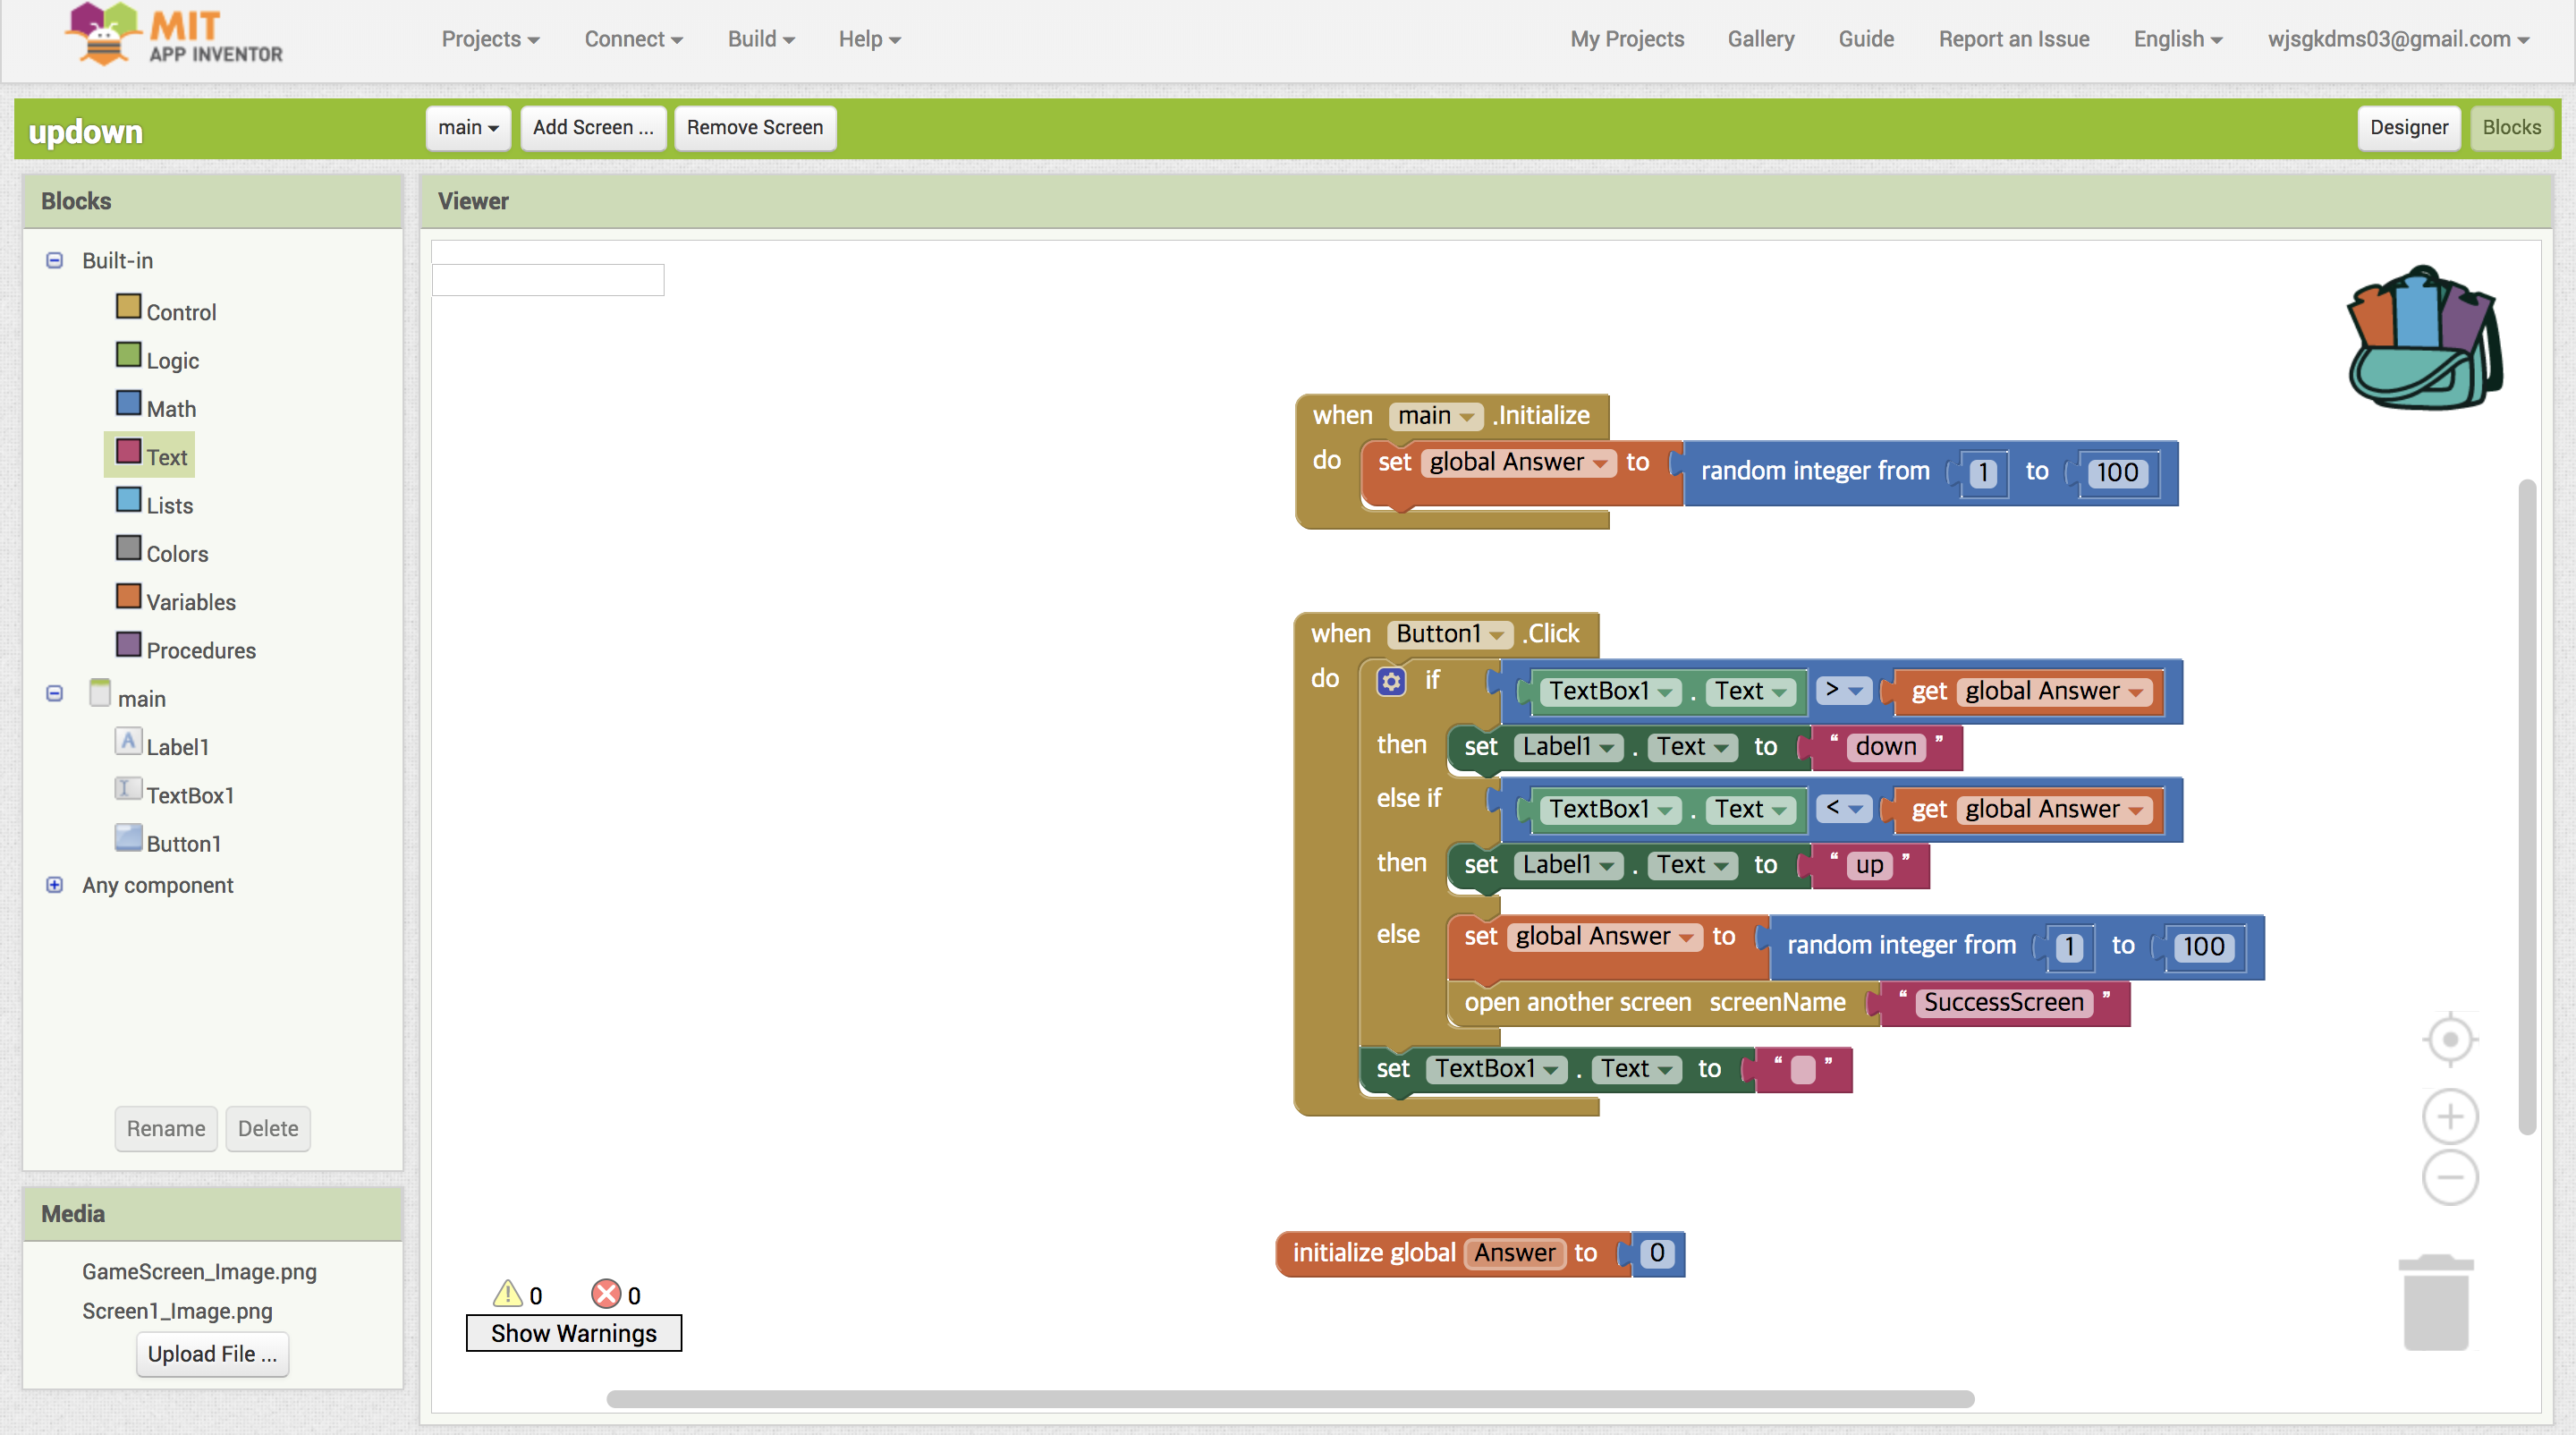 MIT
APP INVENTOR
Projects Connect Build Help My Projects Gallery Guide Report an Issue English wjsgkdms03@gmail.com
updown main Add Screen ... Remove Screen Designer Blocks
Blocks
Built-in
Control
Logic
Math
Text
Lists
Colors
Variables
Procedures
main
Label1
TextBox1
Button1
Any component
Rename Delete
Media
GameScreen_Image.png
Screen1_Image.png
Upload File ...
Viewer
when main .Initialize
do set global Answer to random integer from 1 to 100
when Button1 .Click
do if TextBox1 . Text > get global Answer
then set Label1 . Text to “ down ”
else if TextBox1 . Text < get global Answer
then set Label1 . Text to “ up ”
else set global Answer to random integer from 1 to 100
open another screen screenName “ SuccessScreen ”
set TextBox1 . Text to “ ”
initialize global Answer to 0
0 0
Show Warnings